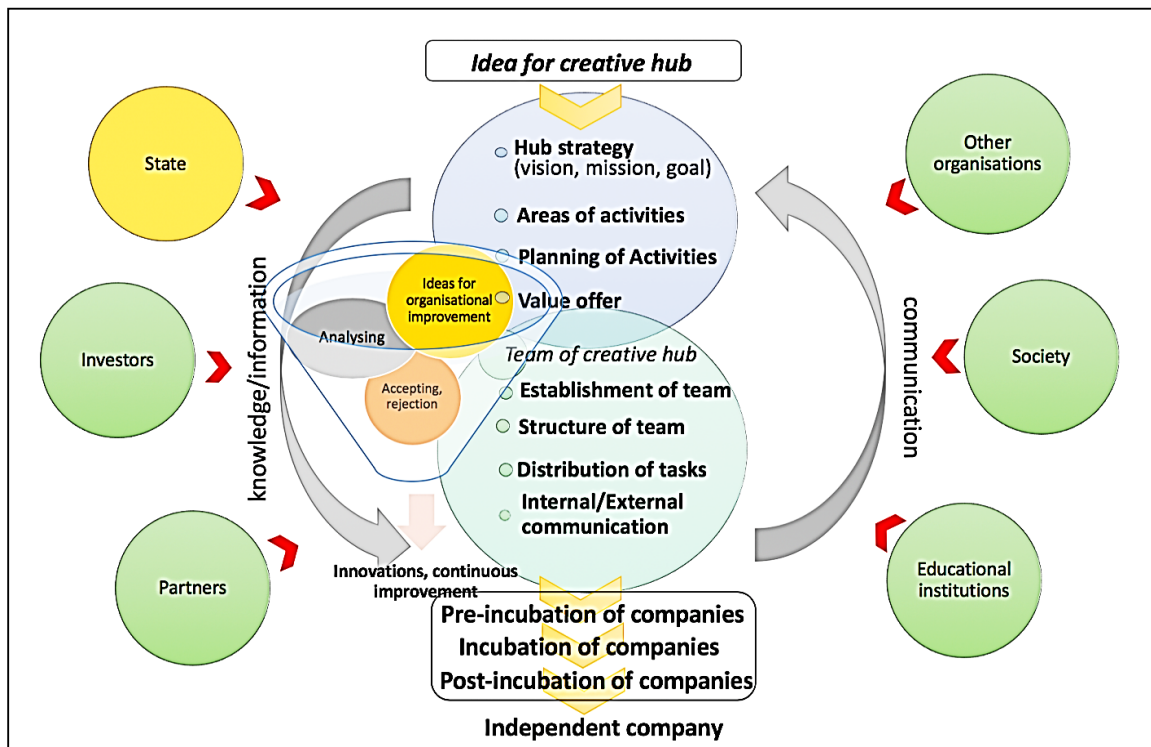 Idea for creative hub
State
Other
organisations
Hub strategy
(vision, mission, goal)
Areas of activities
Planning of Activities
Value offer
Ideas for
organisational
improvement
Analysing
Accepting,
rejection
knowledge/information
communication
Investors
Society
Team of creative hub
Establishment of team
Structure of team
Distribution of tasks
Internal/External
communication
Partners
Educational
institutions
Innovations, continuous
improvement
Pre-incubation of companies
Incubation of companies
Post-incubation of companies
Independent company